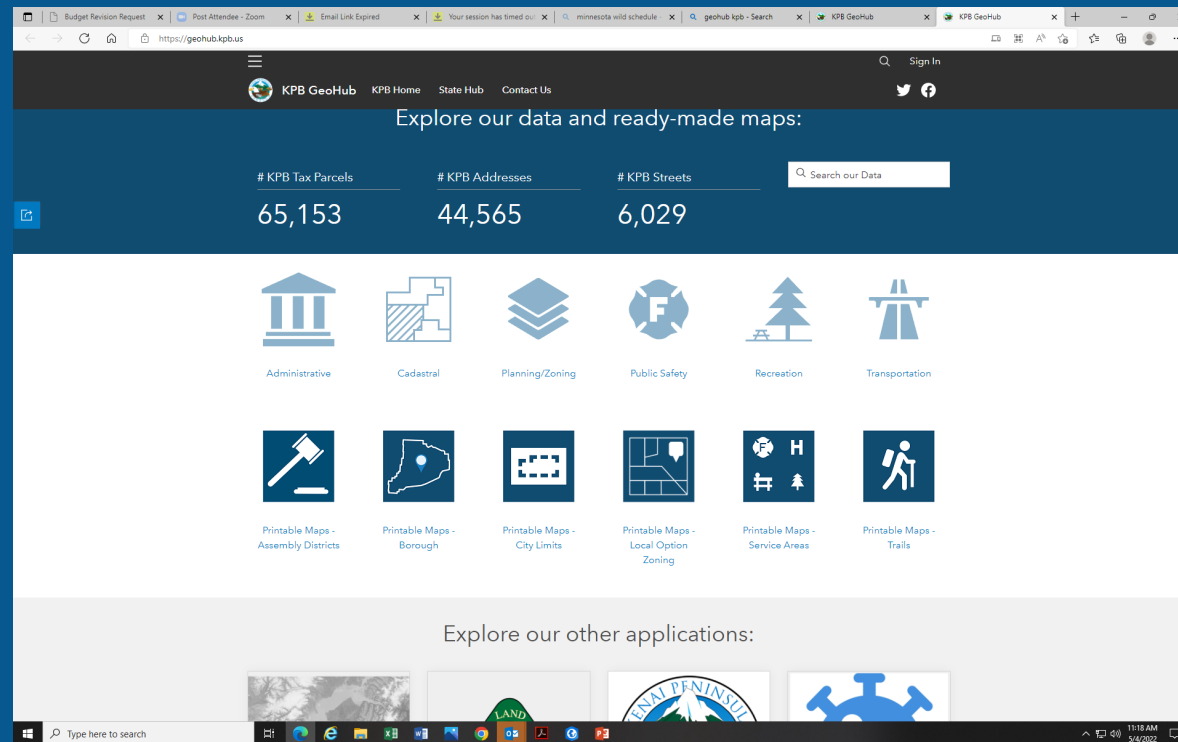 Budget Revision Request
Post Attendee - Zoom
Email Link Expired
Your session has timed out
minnesota wild schedule -
geohub kpb - Search
KPB GeoHub
KPB GeoHub
https://geohub.kpb.us
Sign In
KPB GeoHub
KPB Home
State Hub
Contact Us
Explore our data and ready-made maps:
# KPB Tax Parcels
# KPB Addresses
# KPB Streets
Search our Data
65,153
44,565
6,029
F
Administrative
Cadastral
Planning/Zoning
Public Safety
Recreation
Transportation
F H
Printable Maps -
Assembly Districts
Printable Maps -
Borough
Printable Maps -
City Limits
Printable Maps -
Local Option
Zoning
Printable Maps -
Service Areas
Printable Maps -
Trails
Explore our other applications:
LAND
KENAI PENINSULA
Type here to search
11:18 AM
5/4/2022